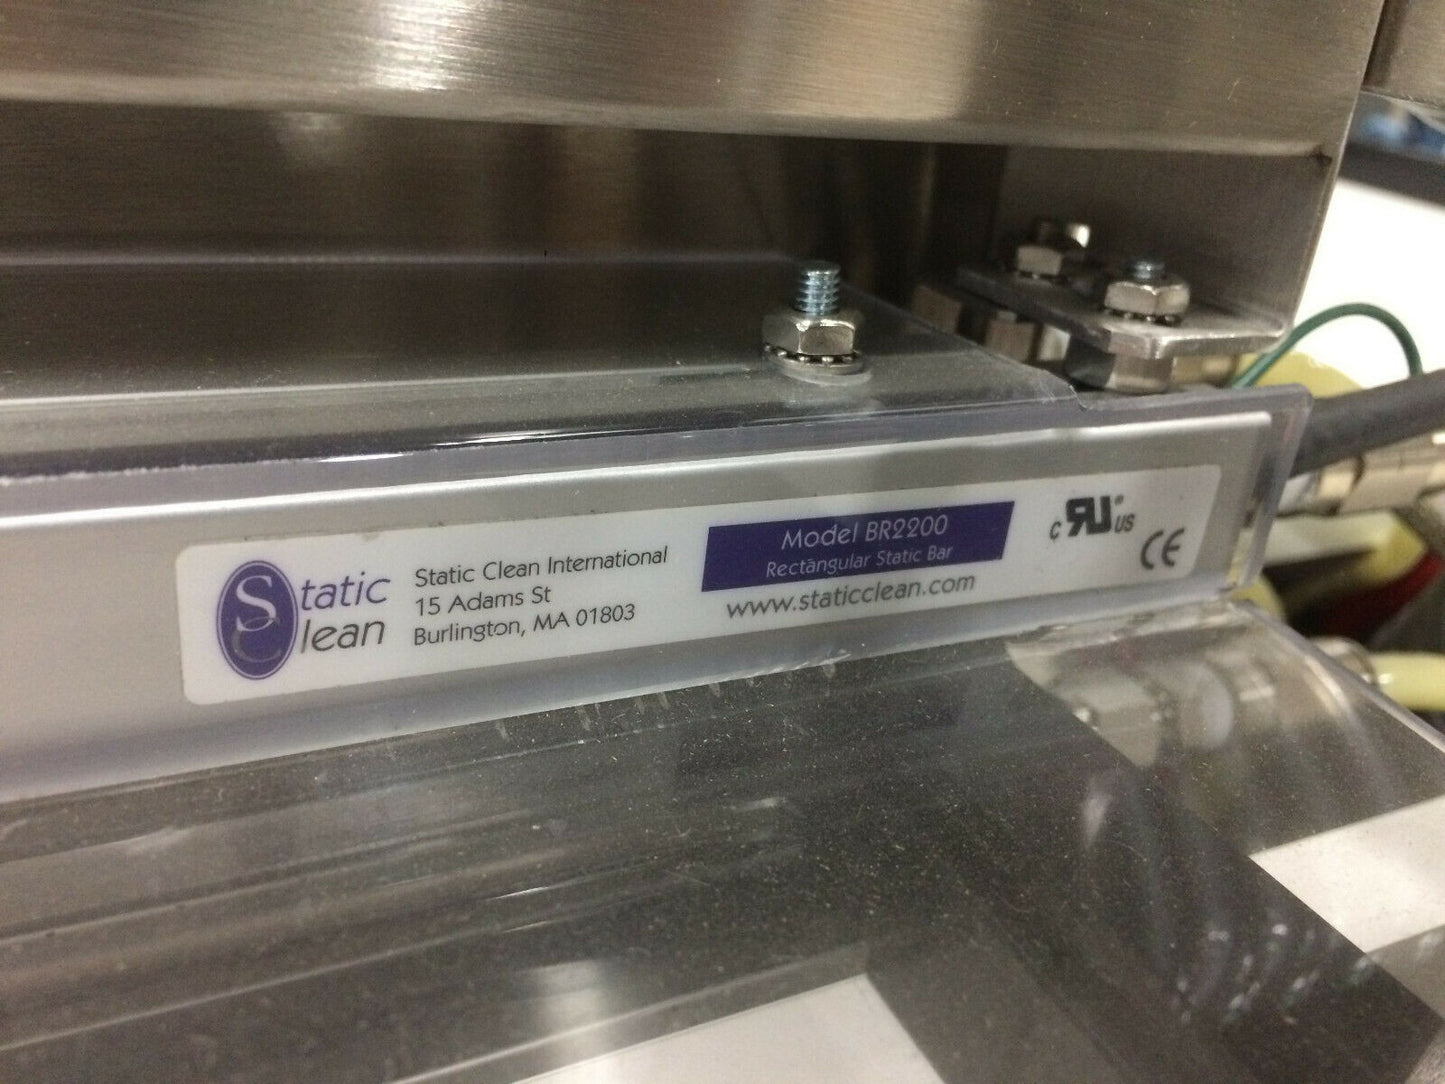 Static
Clean
Static Clean International
15 Adams St
Burlington, MA 01803
Model BR2200
Rectangular Static Bar
www.staticclean.com
c RU ® US
CE